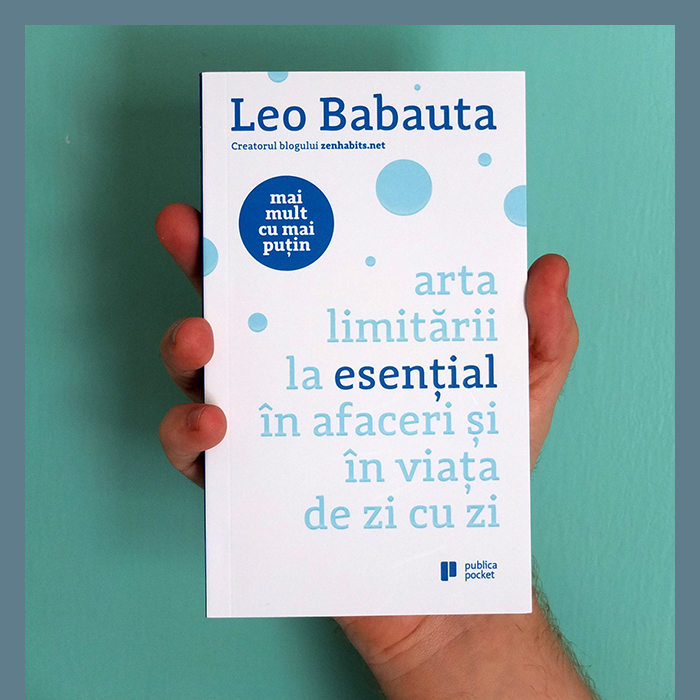 Leo Babauta
Creatorul blogului zenhabits.net
mai
mult
cu mai
puțin
arta
limitării
la esențial
în afaceri și
în viața
de zi cu zi
publica
pocket